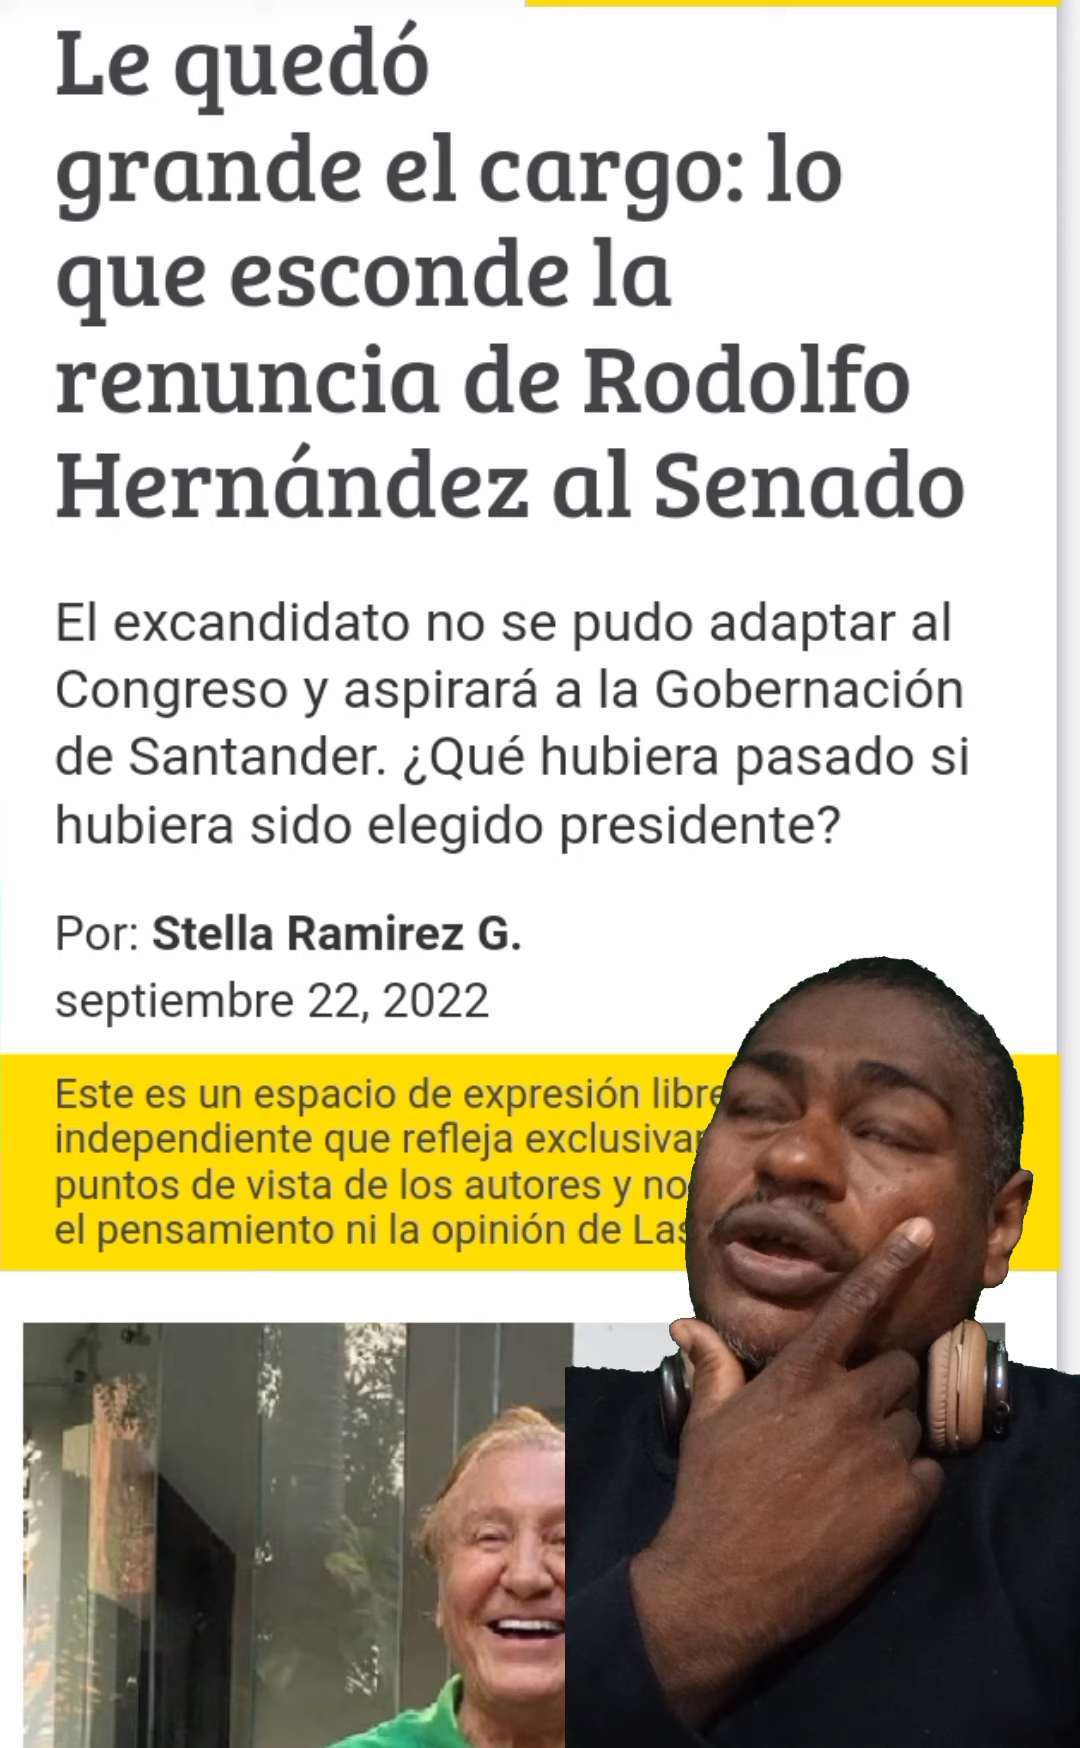 Le quedó
grande el cargo: lo
que esconde la
renuncia de Rodolfo
Hernández al Senado
El excandidato no se pudo adaptar al
Congreso y aspirará a la Gobernación
de Santander. ¿Qué hubiera pasado si
hubiera sido elegido presidente?
Por: Stella Ramirez G.
septiembre 22, 2022
Este es un espacio de expresión libre
independiente que refleja
puntos de vista de los autores y no
el pensamiento ni la opinión de Las